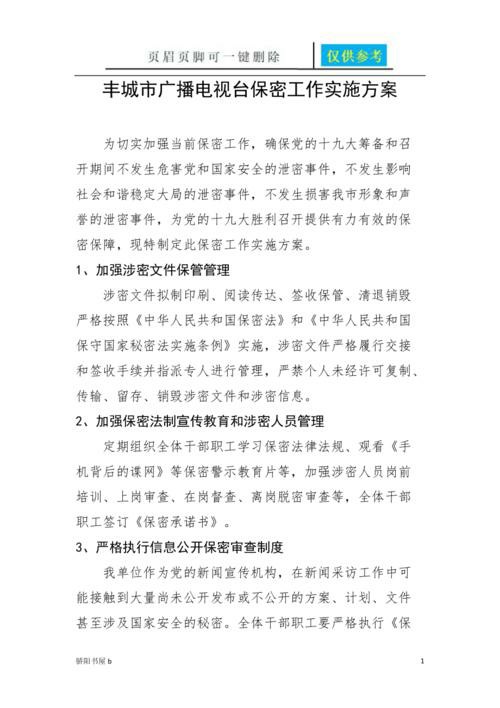 页眉页脚可一键删除 仅供参考
丰城市广播电视台保密工作实施方案
为切实加强当前保密工作，确保党的十九大筹备和召
开期间不发生危害党和国家安全的泄密事件，不发生影响
社会和谐稳定大局的泄密事件，不发生损害我市形象和声
誉的泄密事件，为党的十九大胜利召开提供有力有效的保
密保障，现特制定此保密工作实施方案。
1、加强涉密文件保管管理
涉密文件拟制印刷、阅读传达、签收保管、清退销毁
严格按照《中华人民共和国保密法》和《中华人民共和国
保守国家秘密法实施条例》实施，涉密文件严格履行交接
和签收手续并指派专人进行管理，严禁个人未经许可复制、
传输、留存、销毁涉密文件和涉密信息。
2、加强保密法制宣传教育和涉密人员管理
定期组织全体干部职工学习保密法律法规、观看《手
机背后的谍网》等保密警示教育片等，加强涉密人员岗前
培训、上岗审查、在岗督查、离岗脱密审查等，全体干部
职工签订《保密承诺书》。
3、严格执行信息公开保密审查制度
我单位作为党的新闻宣传机构，在新闻采访工作中可
能接触到大量尚未公开发布或不公开的方案、计划、文件
甚至涉及国家安全的秘密。全体干部职工要严格执行《保
骄阳书屋 b 1